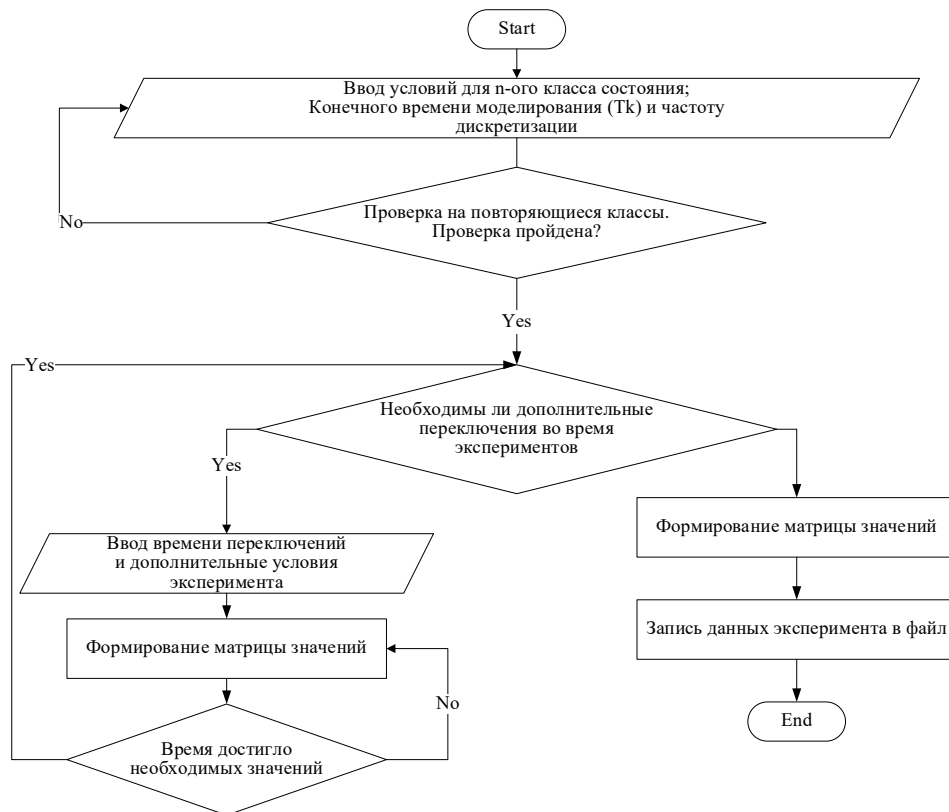 Start
Ввод условий для n-ого класса состояния;
Конечного времени моделирования (Tk) и частоту
дискретизации
No
Проверка на повторяющиеся классы.
Проверка пройдена?
Yes
Yes
Необходимы ли дополнительные
переключения во время
экспериментов
Yes
Ввод времени переключений
и дополнительные условия
эксперимента
Формирование матрицы значений
No
Время достигло
необходимых значений
Формирование матрицы значений
Запись данных эксперимента в файл
End